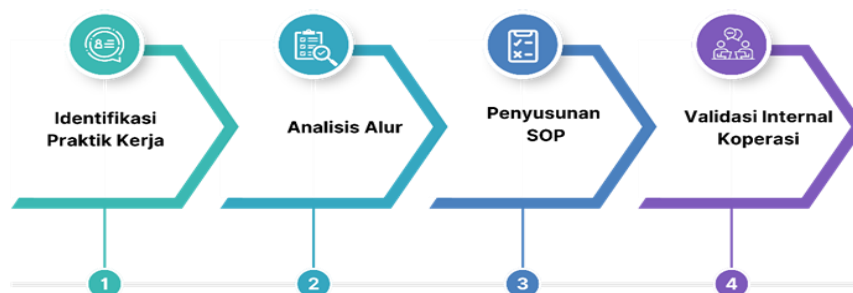 Identifikasi
Praktik Kerja
Analisis Alur
Penyusunan
SOP
Validasi Internal
Koperasi
1
2
3
4